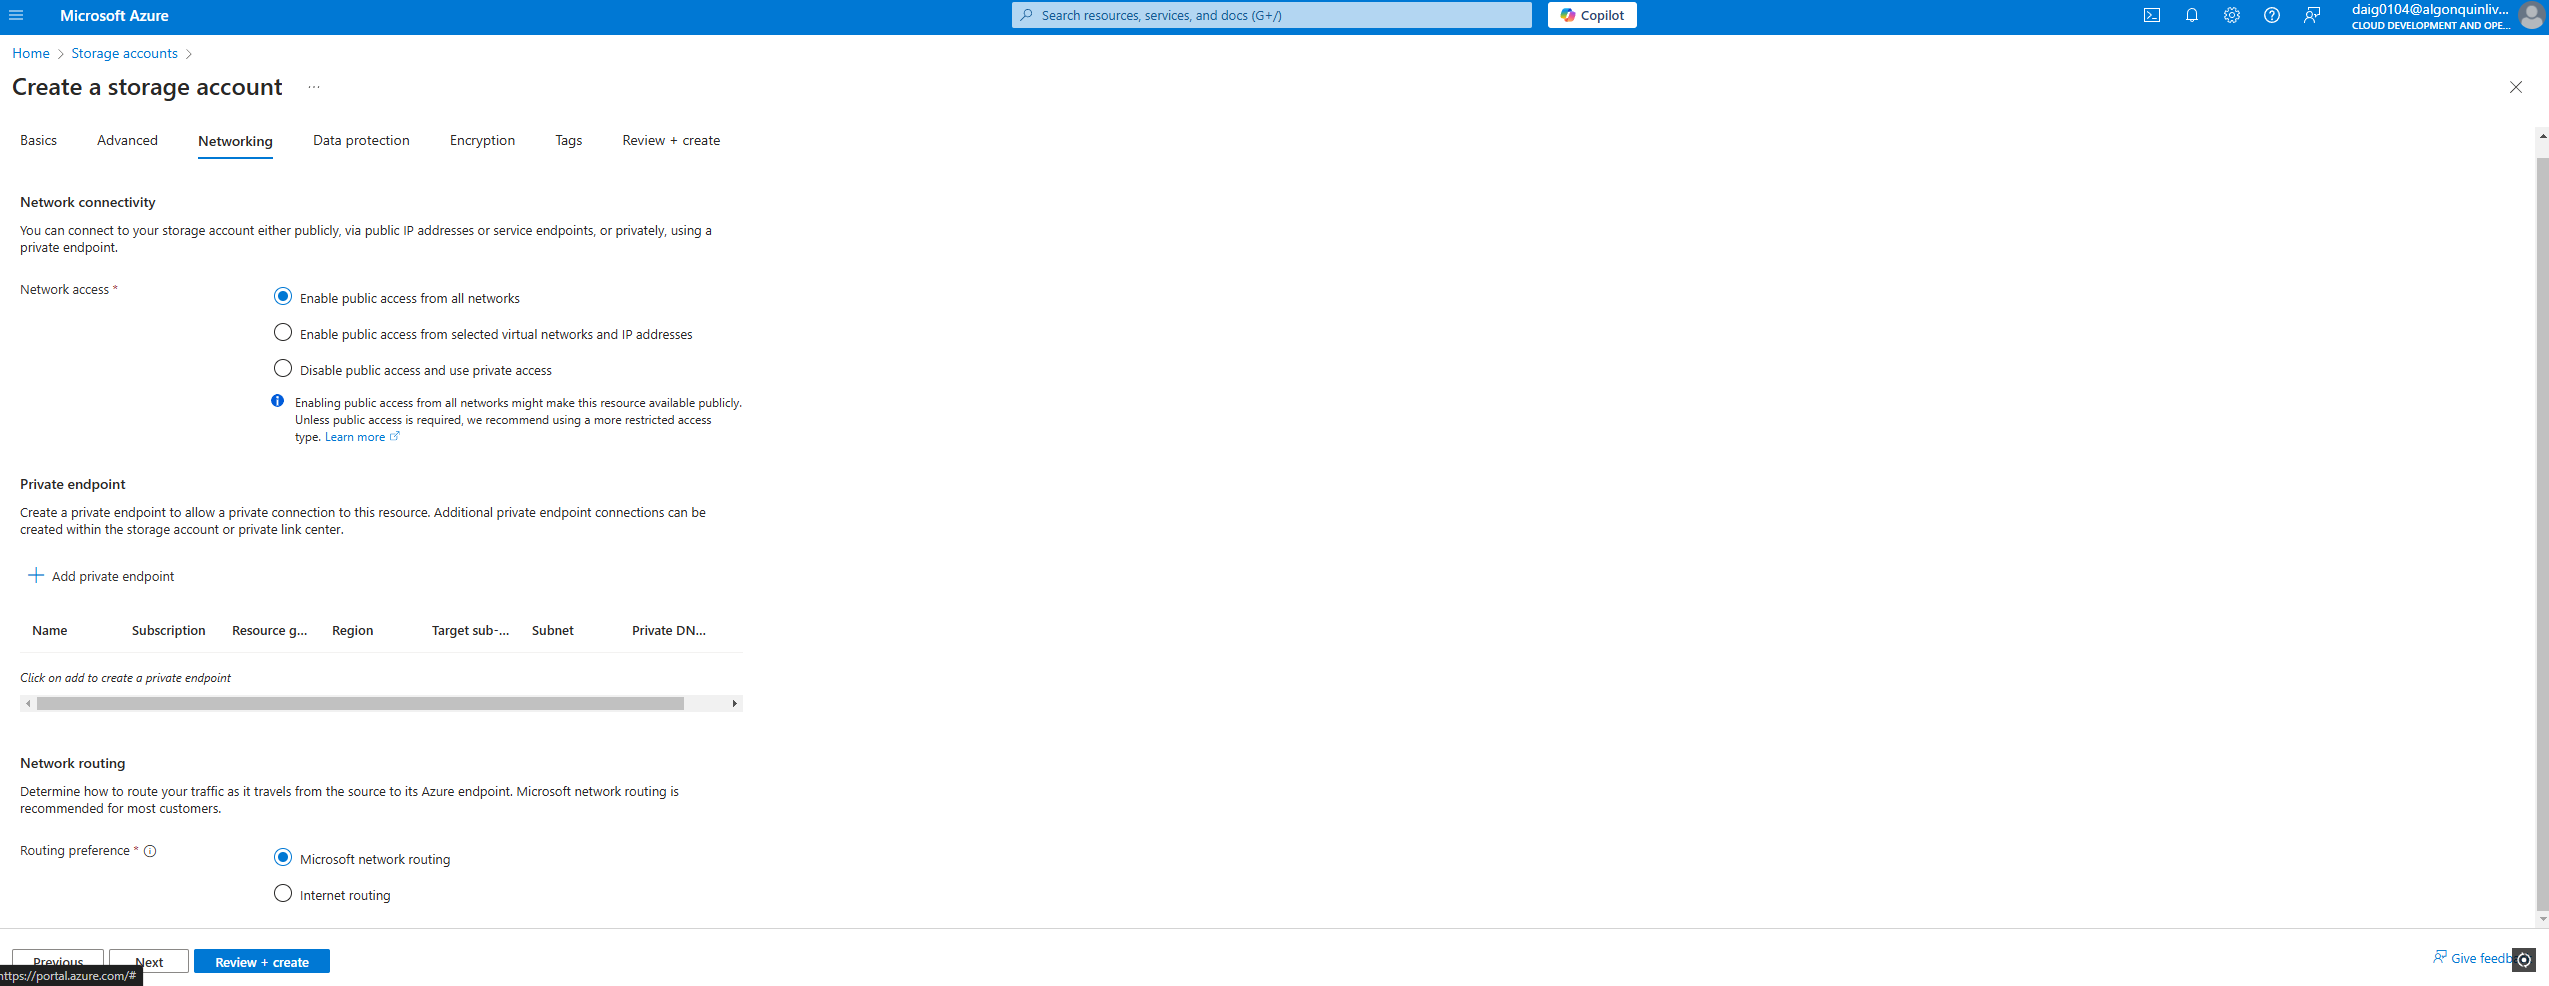 Microsoft Azure
Search resources, services, and docs (G+/)
Copilot
daig0104@algonquinliv...
CLOUD DEVELOPMENT AND OPE...
Home
Storage accounts
Create a storage account
...
Basics
Advanced
Networking
Data protection
Encryption
Tags
Review + create
Network connectivity
You can connect to your storage account either publicly, via public IP addresses or service endpoints, or privately, using a
private endpoint.
Network access *
Enable public access from all networks
Enable public access from selected virtual networks and IP addresses
Disable public access and use private access
Enabling public access from all networks might make this resource available publicly.
Unless public access is required, we recommend using a more restricted access
type. Learn more
Private endpoint
Create a private endpoint to allow a private connection to this resource. Additional private endpoint connections can be
created within the storage account or private link center.
Add private endpoint
Name
Subscription
Resource g...
Region
Target sub-...
Subnet
Private DN...
Click on add to create a private endpoint
Network routing
Determine how to route your traffic as it travels from the source to its Azure endpoint. Microsoft network routing is
recommended for most customers.
Routing preference *
Microsoft network routing
Internet routing
Previous
Next
Review + create
https://portal.azure.com/#
Give feedb